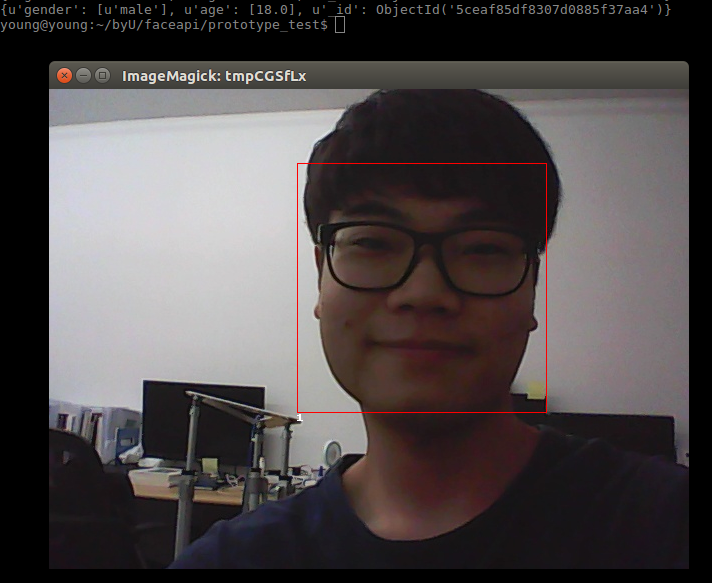 {u'gender': [u'male'], u'age': [18.0], u'_id': ObjectId('5ceaf85df8307d0885f37aa4')}
young@young:~/byU/faceapi/prototype_test$
ImageMagick: tmpCGSfLx
1